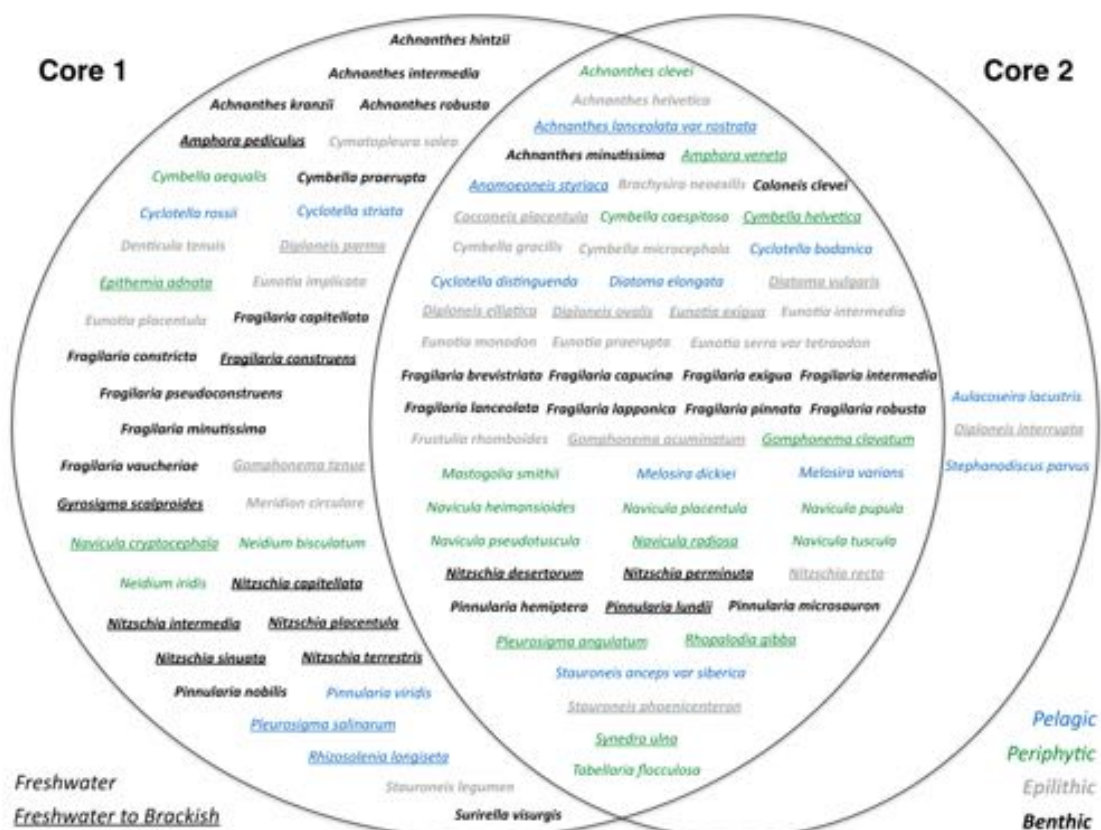 Core 1
Core 2
Achnanthes hintzii
Achnanthes intermedia
Achnanthes kranzii Achnanthes robusta
Amphora pediculus Cymatopleura solea
Cymbella aequalis Cymbella praerupta
Cyclotella rossii Cyclotella striata
Denticula tenuis Diploneis parma
Epithemia adnata Eunotia implicata
Eunotia placentula Fragilaria capitellata
Fragilaria constricta Fragilaria construens
Fragilaria pseudoconstruens
Fragilaria minutissima
Fragilaria vaucheriae Gomphonema tenue
Gyrosigma scalproides Meridion circulare
Navicula cryptocephala Neidium bisculatum
Neidium iridis Nitzschia capitellata
Nitzschia intermedia Nitzschia placentula
Nitzschia sinuata Nitzschia terrestris
Pinnularia nobilis Pinnularia viridis
Pleurosigma salinarum
Rhizosolenia longiseta
Stauroneis legumen
Surirella visurgis
Achnanthes clevei
Achnanthes helvetica
Achnanthes lanceolata var rostrata
Achnanthes minutissima Amphora veneta
Anomoeoneis styriaca Brachysira neoexilis Caloneis clevei
Cocconeis placentula Cymbella caespitosa Cymbella helvetica
Cymbella gracilis Cymbella microcephala Cyclotella bodanica
Cyclotella distinguenda Diatoma elongata Diatoma vulgaris
Diploneis elliptica Diploneis ovalis Eunotia exigua Eunotia intermedia
Eunotia monodon Eunotia praerupta Eunotia serra var tetraodon
Fragilaria brevistriata Fragilaria capucina Fragilaria exigua Fragilaria intermedia
Fragilaria lanceolata Fragilaria lapponica Fragilaria pinnata Fragilaria robusta
Frustulia rhomboides Gomphonema acuminatum Gomphonema clavatum
Mastogolia smithii Melosira dickiei Melosira varians
Navicula heimansioides Navicula placentula Navicula pupula
Navicula pseudotuscula Navicula radiosa Navicula tuscula
Nitzschia desertorum Nitzschia perminuta Nitzschia recta
Pinnularia hemiptera Pinnularia lundii Pinnularia microsauron
Pleurosigma angulatum Rhopalodia gibba
Stauroneis anceps var siberica
Stauroneis phoenicenteron
Synedra ulna
Tabellaria flocculosa
Aulacoseira lacustris
Diploneis interrupta
Stephanodiscus parvus
Freshwater
Freshwater to Brackish
Pelagic
Periphytic
Epilithic
Benthic